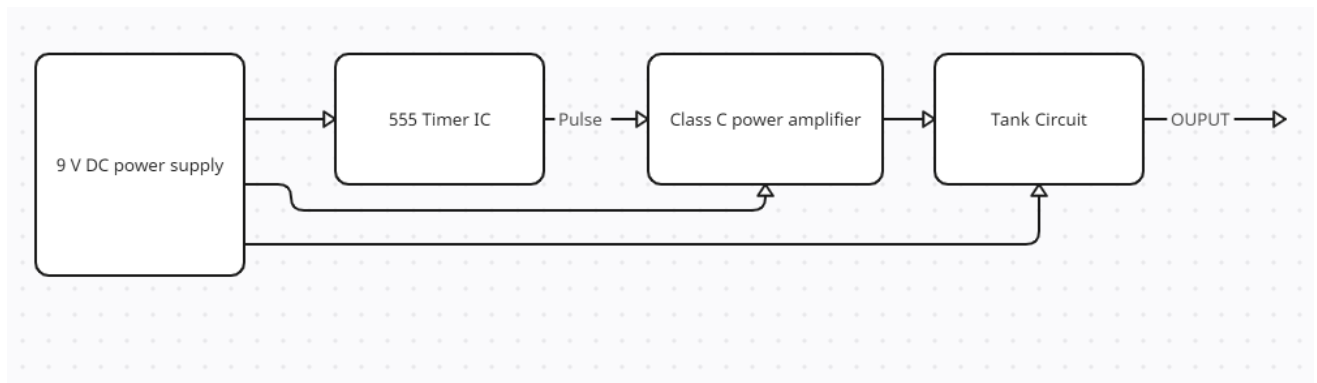 9 V DC power supply
555 Timer IC
Pulse
Class C power amplifier
Tank Circuit
OUPUT